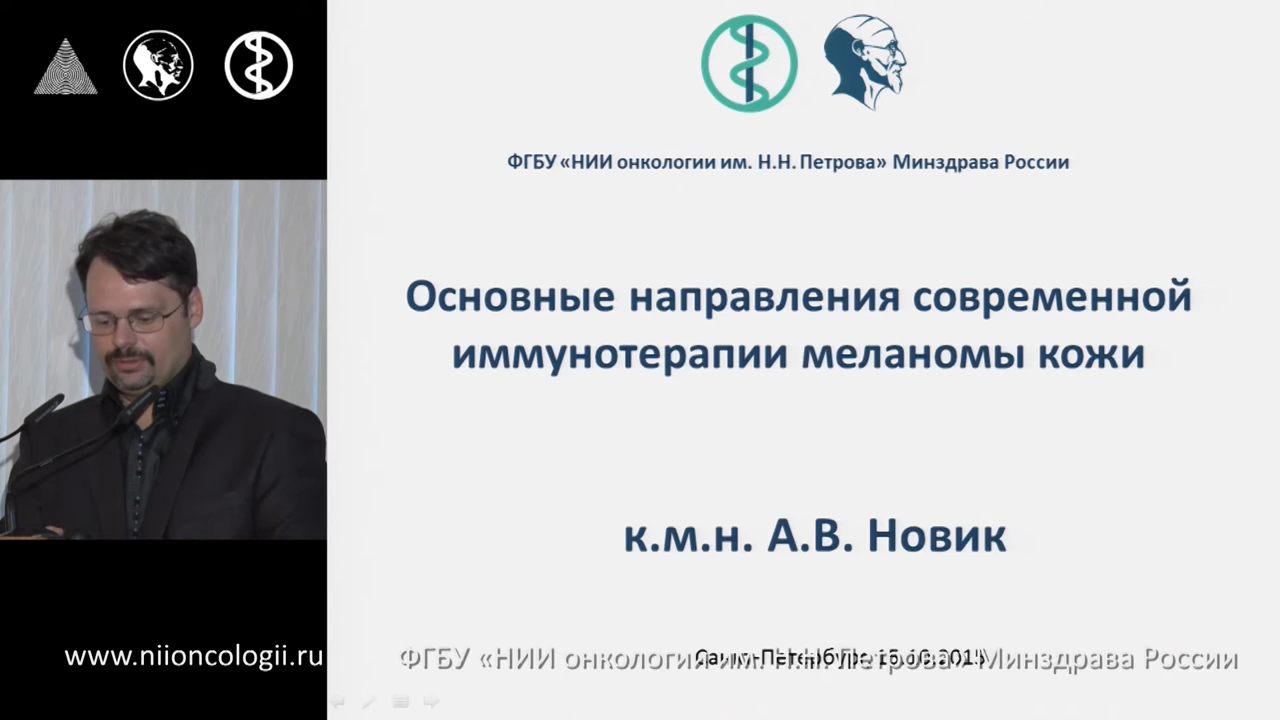 ФГБУ «НИИ онкологии им. Н.Н. Петрова» Минздрава России
Основные направления современной
иммунотерапии меланомы кожи
к.м.н. А.В. Новик
www.niioncologii.ru
ФГБУ «НИИ онкологии им. Н.Н. Петрова» Минздрава России